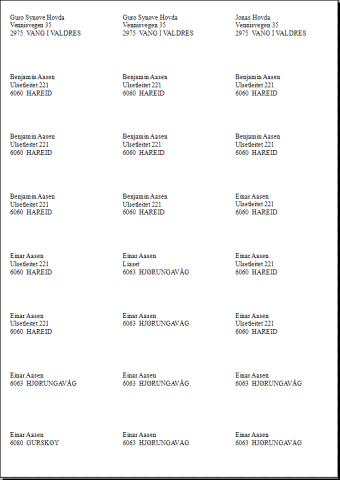 Guro Synøve Hovda
Vennisvegen 35
2975 VANG I VALDRES
Guro Synøve Hovda
Vennisvegen 35
2975 VANG I VALDRES
Jonas Hovda
Vennisvegen 35
2975 VANG I VALDRES
Benjamin Aasen
Ulsetleitet 221
6060 HAREID
Benjamin Aasen
Ulsetleitet 221
6060 HAREID
Benjamin Aasen
Ulsetleitet 221
6060 HAREID
Benjamin Aasen
Ulsetleitet 221
6060 HAREID
Benjamin Aasen
Ulsetleitet 221
6060 HAREID
Benjamin Aasen
Ulsetleitet 221
6060 HAREID
Benjamin Aasen
Ulsetleitet 221
6060 HAREID
Benjamin Aasen
Ulsetleitet 221
6060 HAREID
Einar Aasen
Ulsetleitet 221
6060 HAREID
Einar Aasen
Ulsetleitet 221
6060 HAREID
Einar Aasen
6063 HJØRUNGAVÅG
Einar Aasen
Ulsetleitet 221
6060 HAREID
Einar Aasen
Ulsetleitet 221
6060 HAREID
Einar Aasen
6063 HJØRUNGAVÅG
Einar Aasen
Ulsetleitet 221
6060 HAREID
Einar Aasen
6063 HJØRUNGAVÅG
Einar Aasen
6063 HJØRUNGAVÅG
Einar Aasen
6063 HJØRUNGAVÅG
Einar Aasen
6080 GURSKØY
Einar Aasen
6063 HJØRUNGAVÅG
Einar Aasen
6063 HJØRUNGAVÅG